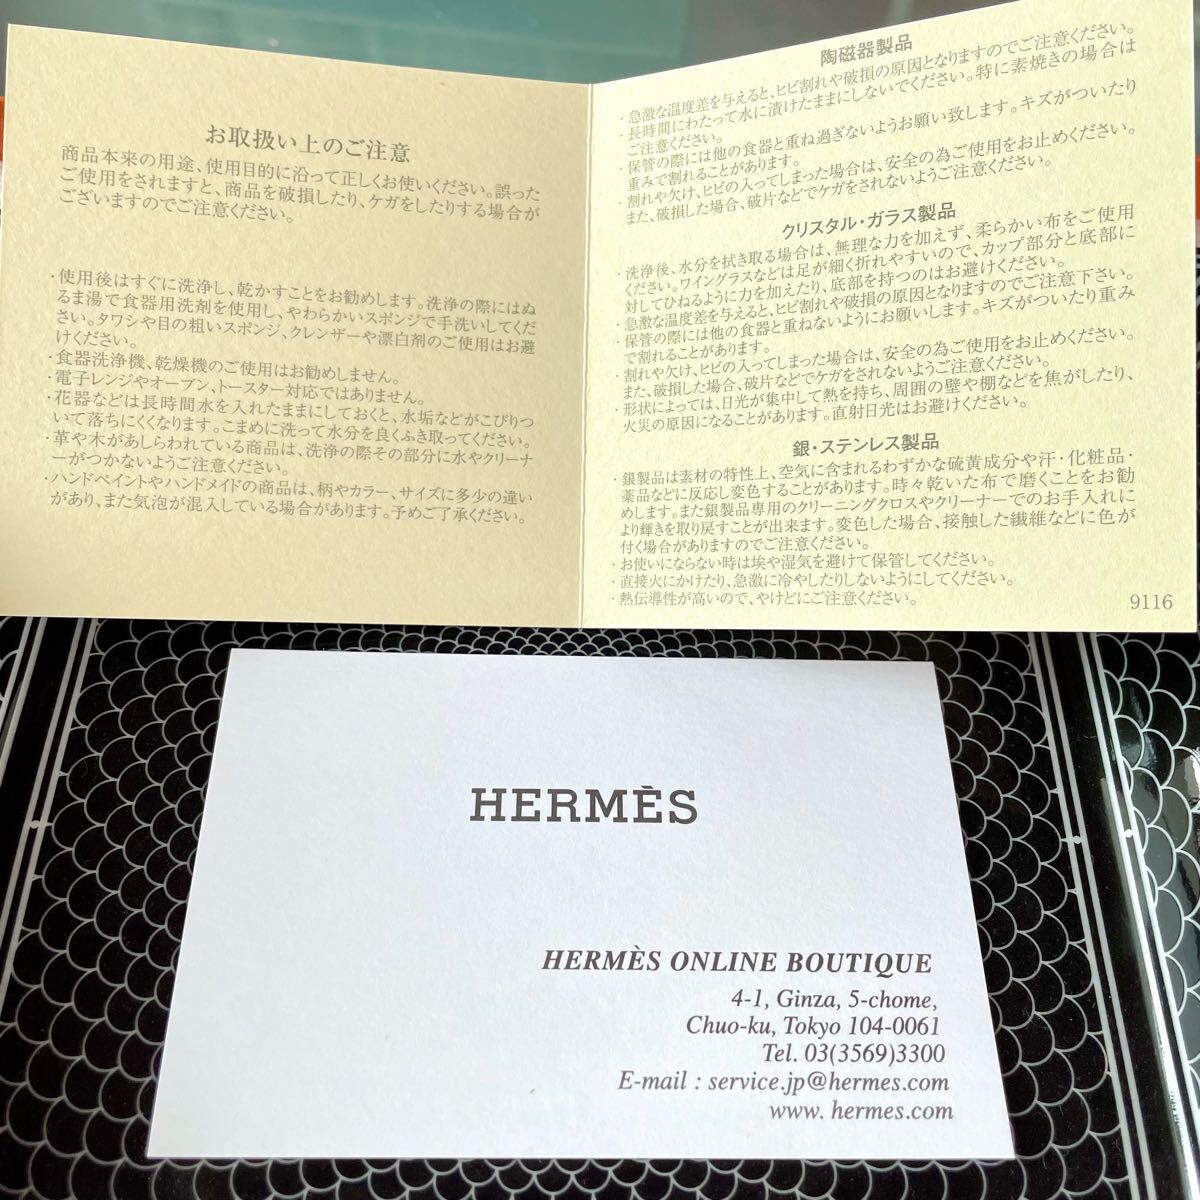 お取扱い上のご注意
商品本来の用途、使用目的に沿って正しくお使いください。誤った
ご使用をされますと、商品を破損したり、ケガをしたりする場合が
ございますのでご注意ください。
・使用後はすぐに洗浄し、乾かすことをお勧めします。洗浄の際にはぬ
るま湯で食器用洗剤を使用し、やわらかいスポンジで手洗いしてくだ
さい。タワシや目の粗いスポンジ、クレンザーや漂白剤のご使用はお避
けください。
・食器洗浄機、乾燥機のご使用はお勧めしません。
・電子レンジやオーブン、トースター対応ではありません。
・花器などは長時間水を入れたままにしておくと、水垢などがこびりつ
いて落ちにくくなります。こまめに洗って水分を良くふき取ってください。
・革や木があしらわれている商品は、洗浄の際その部分に水やクリーナ
ーがつかないようご注意ください。
・ハンドペイントやハンドメイドの商品は、柄やカラー、サイズに多少の違い
があり、また気泡が混入している場合があります。予めご了承ください。
陶磁器製品
・急激な温度差を与えると、ヒビ割れや破損の原因となりますのでご注意ください。
・長時間にわたって水に漬けたままにしないでください。特に素焼きの場合は
ご注意ください。
・保管の際には他の食器と重ね過ぎないようお願い致します。キズがついたり
重みで割れることがあります。
・割れや欠け、ヒビの入ってしまった場合は、安全の為ご使用をお止めください。
また、破損した場合、破片などでケガをされないようご注意ください。
クリスタル・ガラス製品
・洗浄後、水分を拭き取る場合は、無理な力を加えず、柔らかい布をご使用
ください。ワイングラスなどは足が細く折れやすいので、カップ部分と底部に
対してひねるように力を加えたり、底部を持つのはお避けください。
・急激な温度差を与えると、ヒビ割れや破損の原因となりますのでご注意下さい。
・保管の際には他の食器と重ねないようにお願いします。キズがついたり重み
で割れることがあります。
・割れや欠け、ヒビの入ってしまった場合は、安全の為ご使用をお止めください。
また、破損した場合、破片などでケガをされないようご注意ください。
・形状によっては、日光が集中して熱を持ち、周囲の壁や棚などを焦がしたり、
火災の原因になることがあります。直射日光はお避けください。
銀・ステンレス製品
・銀製品は素材の特性上、空気に含まれるわずかな硫黄成分や汗・化粧品・
薬品などに反応し変色することがあります。時々乾いた布で磨くことをお勧
めします。また銀製品専用のクリーニングクロスやクリーナーでのお手入れに
より輝きを取り戻すことが出来ます。変色した場合、接触した繊維などに色が
付く場合がありますのでご注意ください。
・お使いにならない時は埃や湿気を避けて保管してください。
・直接火にかけたり、急激に冷やしたりしないようにしてください。
・熱伝導性が高いので、やけどにご注意ください。
9116
HERMÈS
HERMÈS ONLINE BOUTIQUE
4-1, Ginza, 5-chome,
Chuo-ku, Tokyo 104-0061
Tel. 03(3569)3300
E-mail : service.jp@hermes.com
www. hermes.com